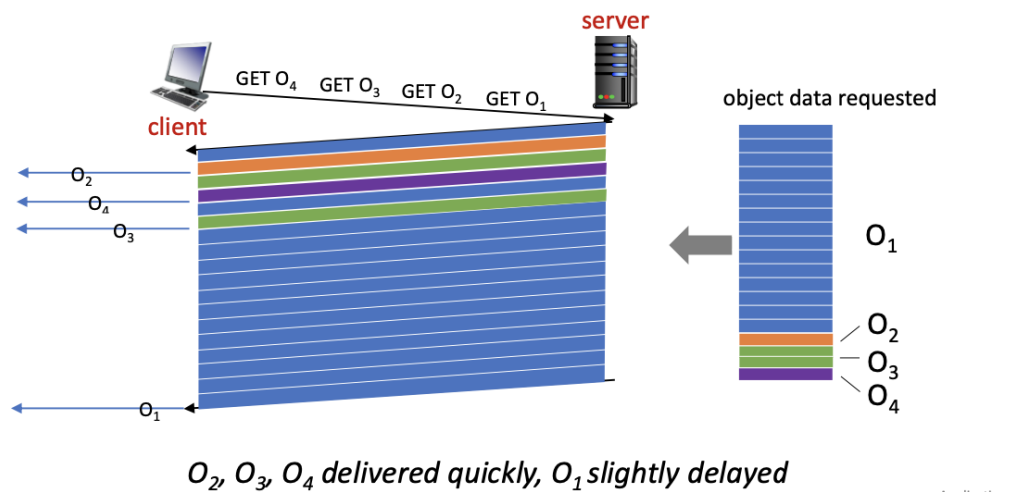 server
GET O4 GET O3 GET O2 GET O1
object data requested
client
O2
O4
O3
O1
O1
O2
O3
O4
O2, O3, O4 delivered quickly, O1 slightly delayed